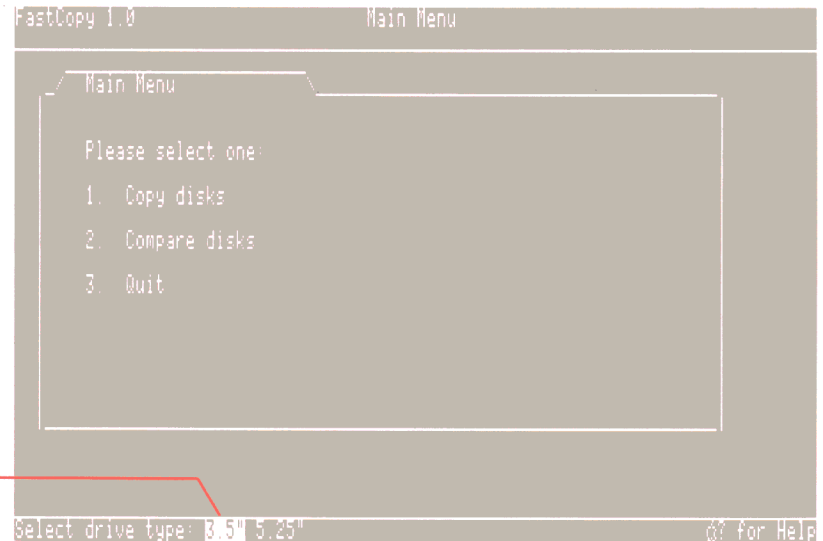 FastCopy 1.0 Main Menu
Main Menu
Please select one:
1. Copy disks
2. Compare disks
3. Quit
Select drive type: 3.5" 5.25" ? for Help